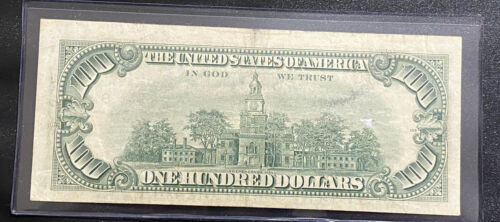 THE UNITED STATES OF AMERICA
100 100
IN GOD WE TRUST
100 100
ONE HUNDRED DOLLARS